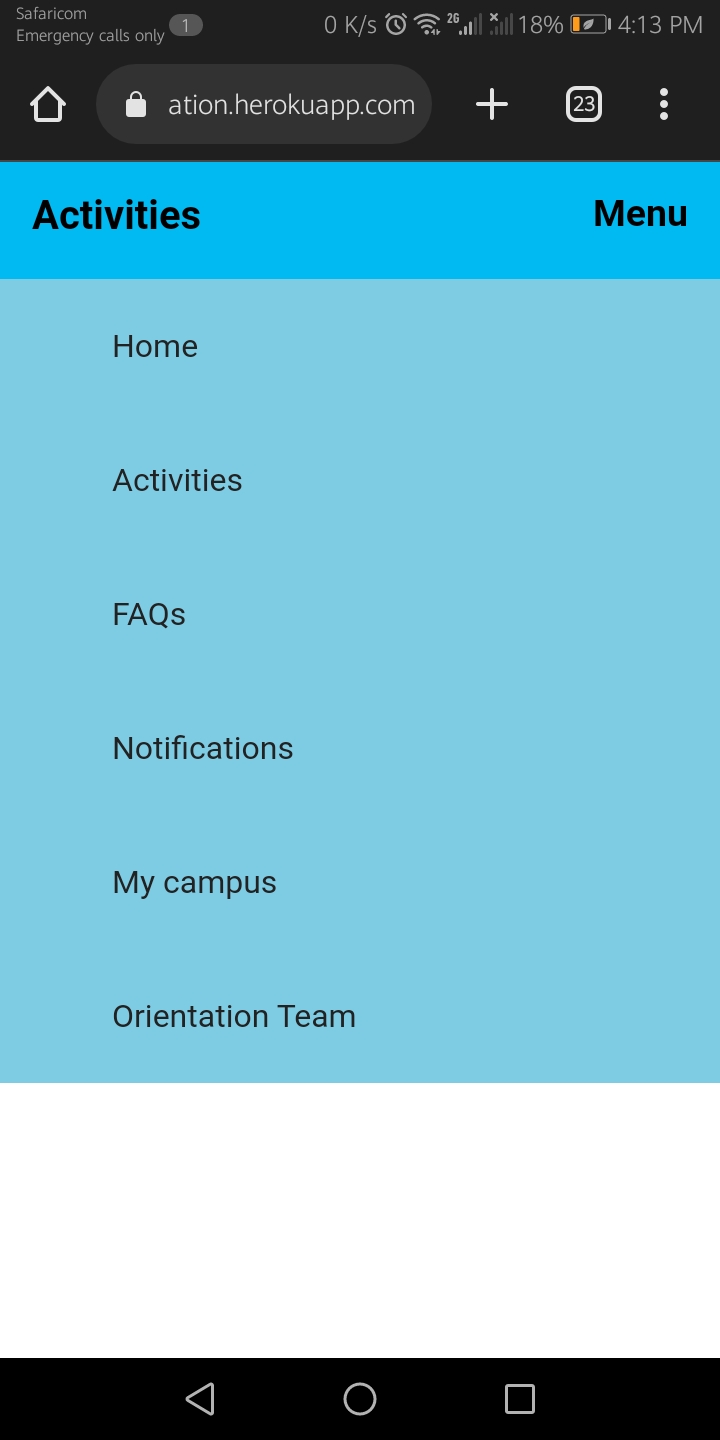 Safaricom
Emergency calls only 1 0 K/s 2G 18% 4:13 PM
ation.herokuapp.com 23
Activities Menu
Home
Activities
FAQs
Notifications
My campus
Orientation Team